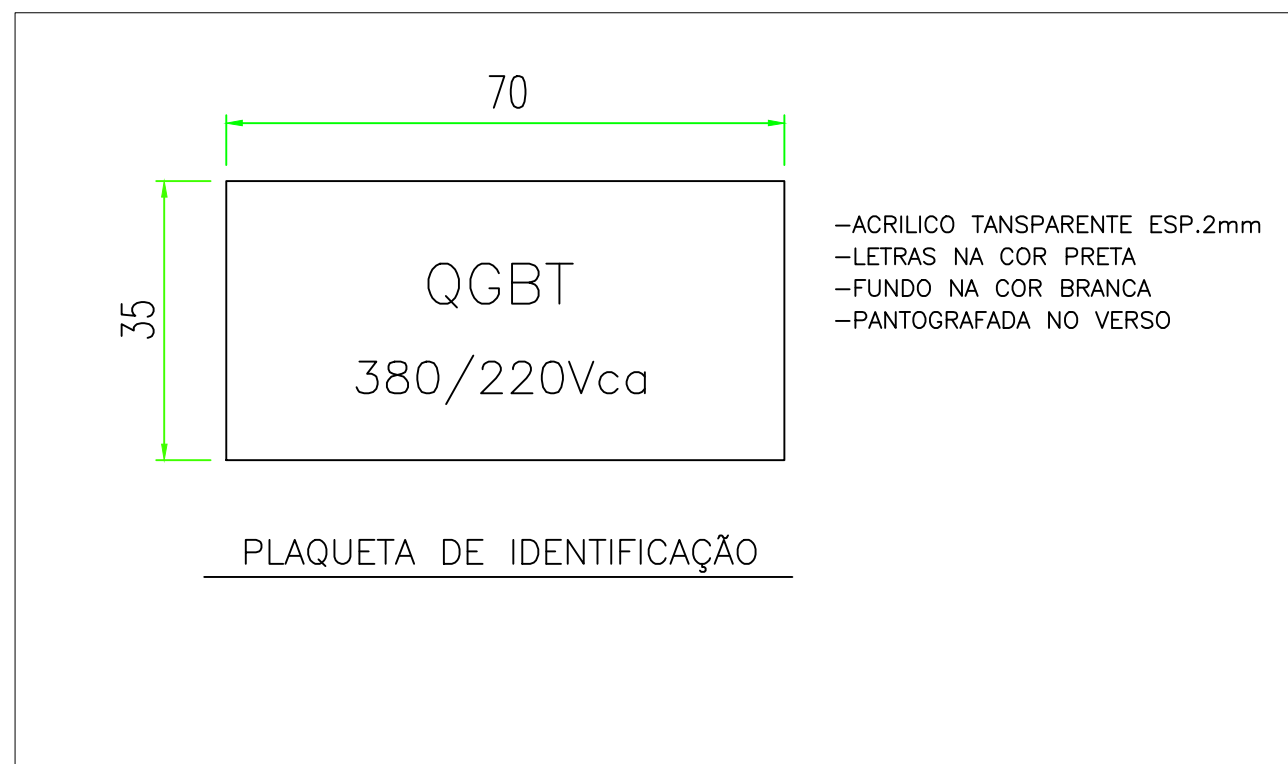 70
35
QGBT
380/220Vca
-ACRILICO TANSPARENTE ESP.2mm
-LETRAS NA COR PRETA
-FUNDO NA COR BRANCA
-PANTOGRAFADA NO VERSO
PLAQUETA DE IDENTIFICAÇÃO